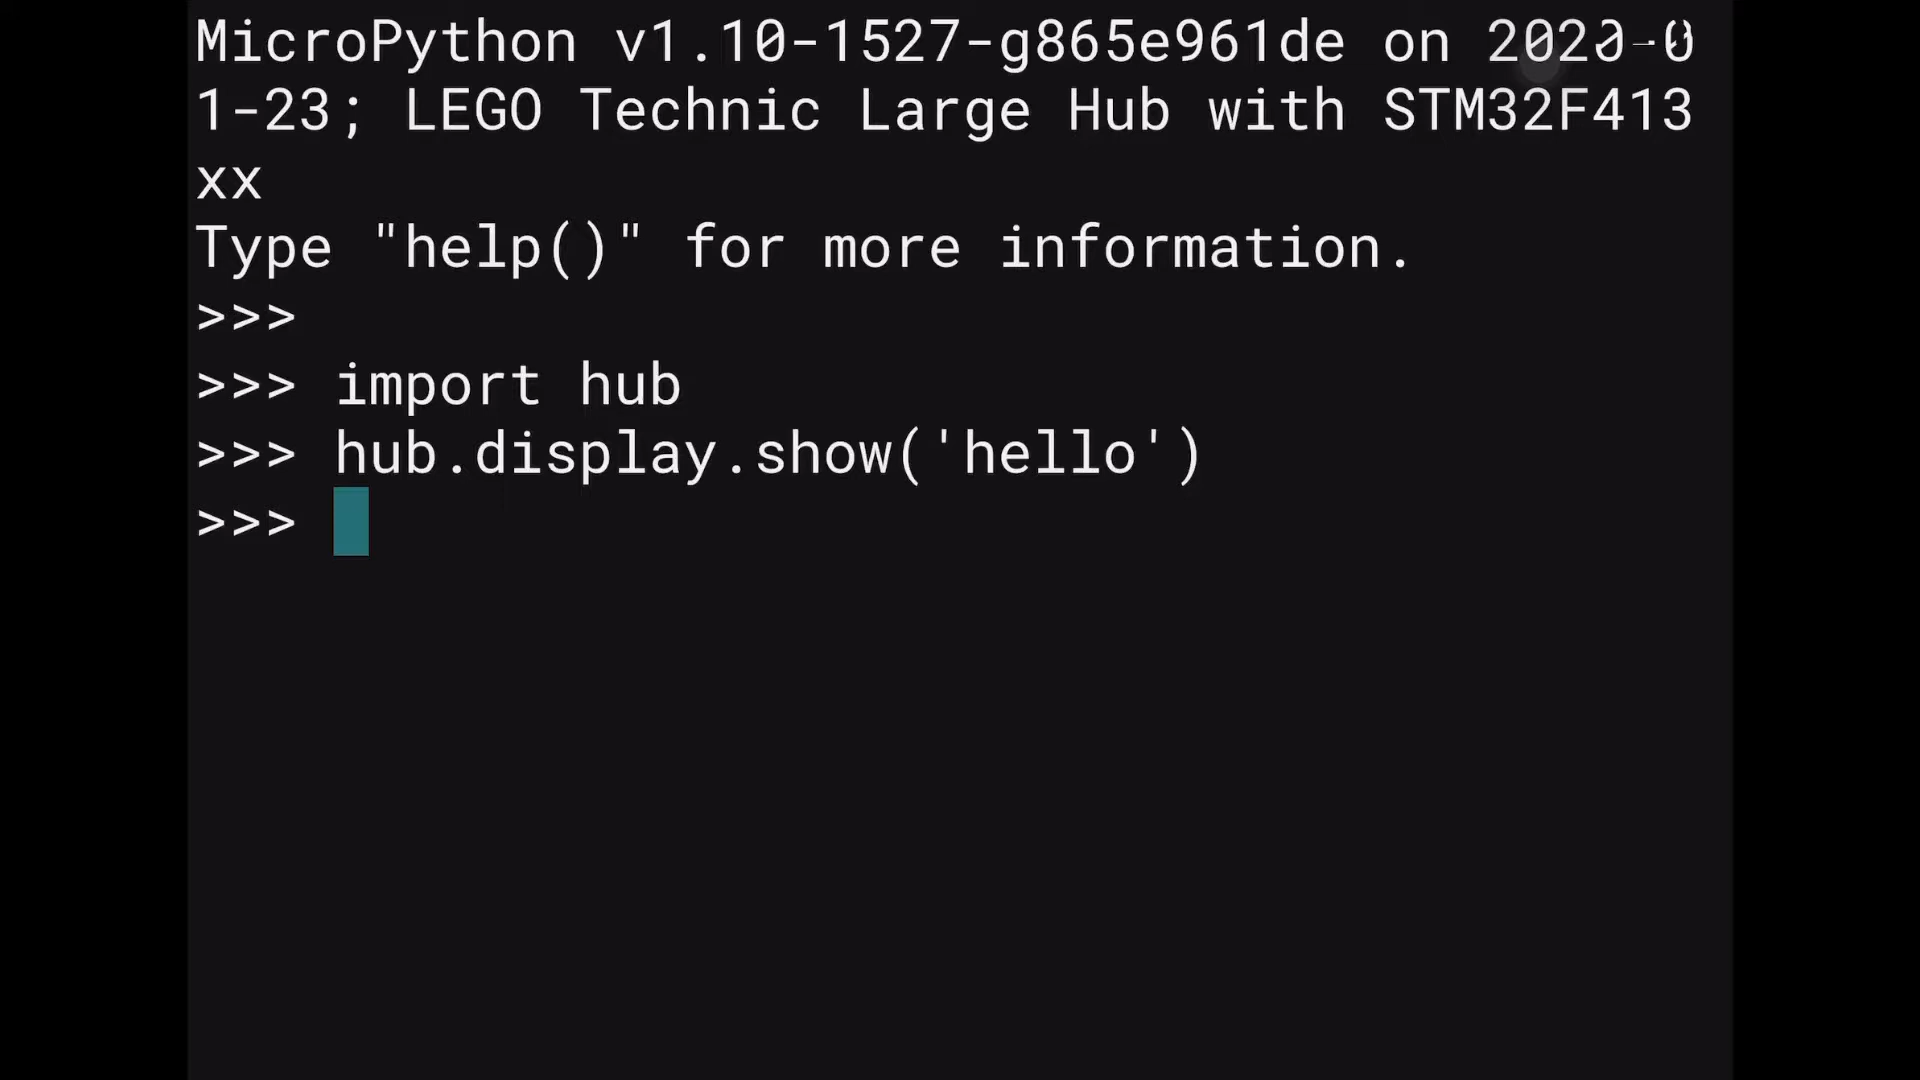 MicroPython v1.10-1527-g865e961de on 2020-0
1-23; LEGO Technic Large Hub with STM32F413
xx
Type "help()" for more information.
>>>
>>> import hub
>>> hub.display.show('hello')
>>>